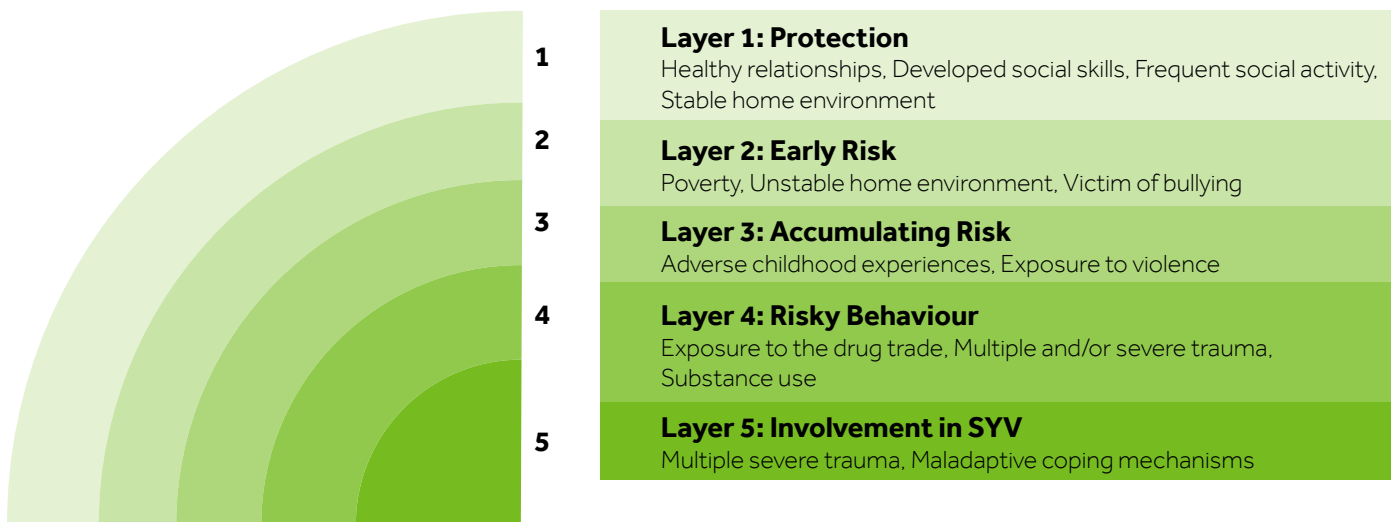 1
2
3
4
5
Layer 1: Protection
Healthy relationships, Developed social skills, Frequent social activity,
Stable home environment
Layer 2: Early Risk
Poverty, Unstable home environment, Victim of bullying
Layer 3: Accumulating Risk
Adverse childhood experiences, Exposure to violence
Layer 4: Risky Behaviour
Exposure to the drug trade, Multiple and/or severe trauma,
Substance use
Layer 5: Involvement in SYV
Multiple severe trauma, Maladaptive coping mechanisms